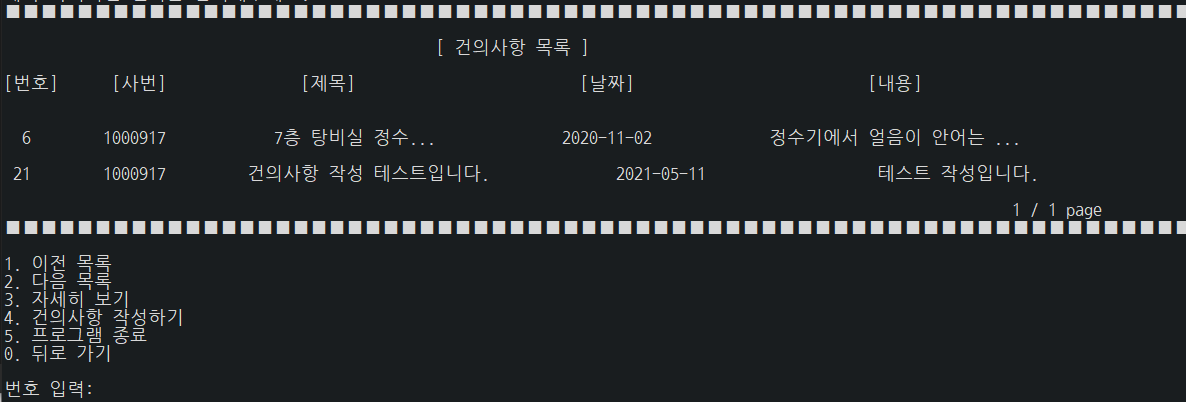 [ 건의사항 목록 ]
[번호] [사번] [제목] [날짜] [내용]
6 1000917 7층 탕비실 정수... 2020-11-02 정수기에서 얼음이 안어는 ...
21 1000917 건의사항 작성 테스트입니다. 2021-05-11 테스트 작성입니다.
1 / 1 page
1. 이전 목록
2. 다음 목록
3. 자세히 보기
4. 건의사항 작성하기
5. 프로그램 종료
0. 뒤로 가기
번호 입력: